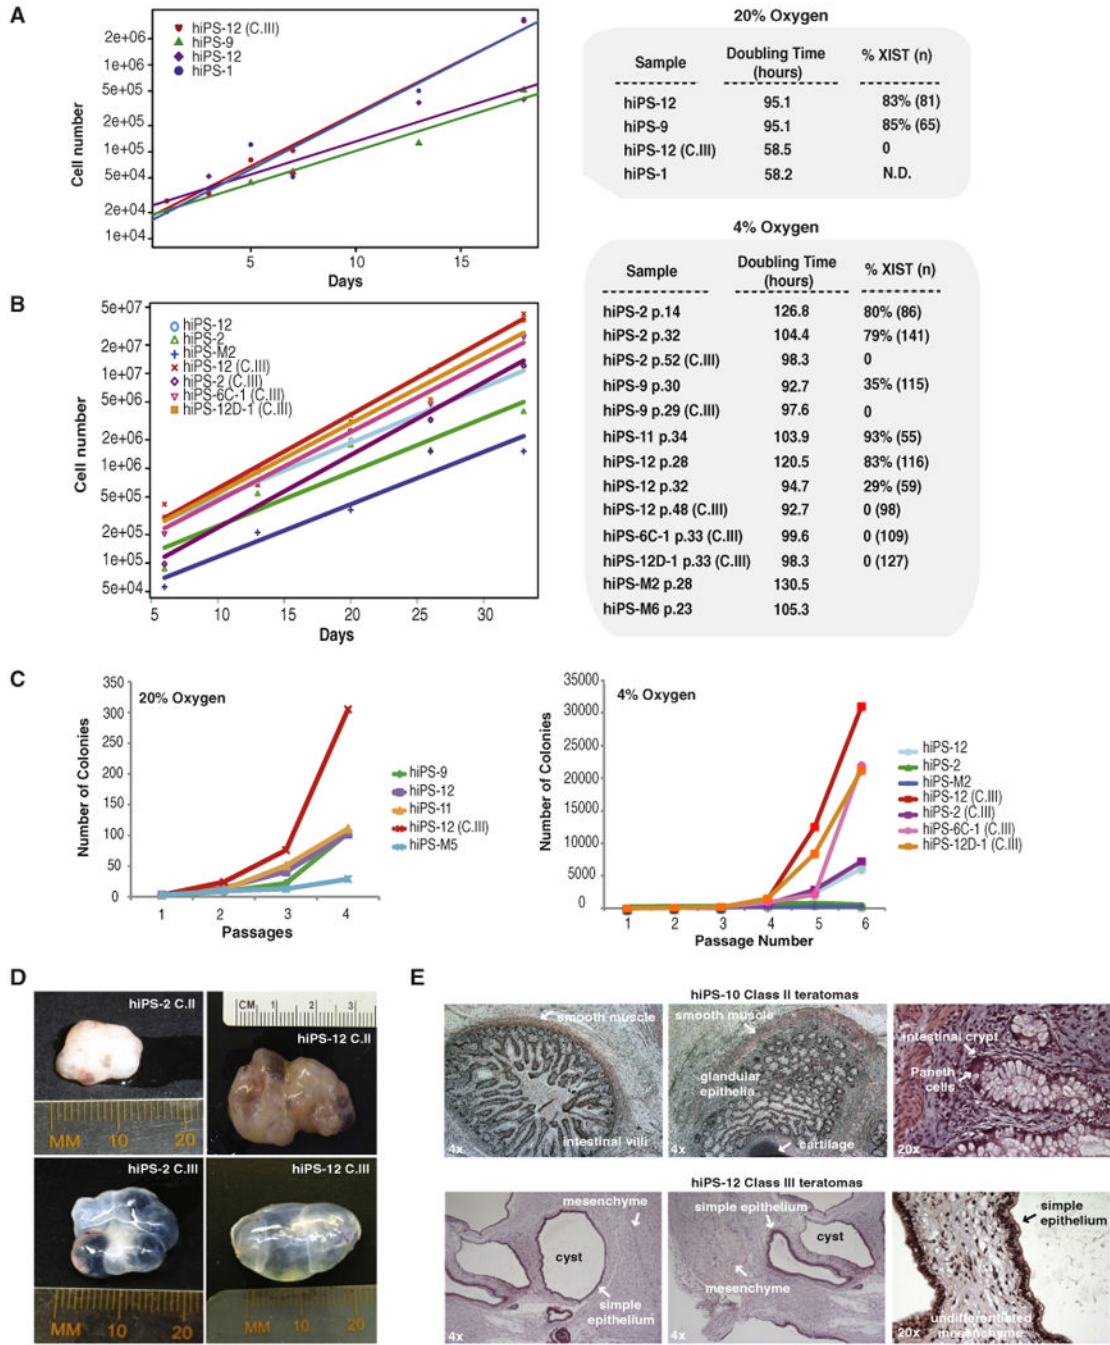 A
hiPS-12 (C.III)
hiPS-9
hiPS-12
hiPS-1
2e+06
1e+06
5e+05
1e+05
5e+04
2e+04
1e+04
Cell number
5
10
15
Days
20% Oxygen
Sample Doubling Time (hours) % XIST (n)
hiPS-12 95.1 83% (81)
hiPS-9 95.1 85% (65)
hiPS-12 (C.III) 58.5 0
hiPS-1 58.2 N.D.
B
hiPS-12
hiPS-2
hiPS-M2
hiPS-12 (C.III)
hiPS-2 (C.III)
hiPS-6C-1 (C.III)
hiPS-12D-1 (C.III)
5e+07
2e+07
1e+07
5e+06
2e+06
1e+06
5e+05
2e+05
1e+05
5e+04
Cell number
5 10 15 20 25 30
Days
4% Oxygen
Sample Doubling Time (hours) % XIST (n)
hiPS-2 p.14 126.8 80% (86)
hiPS-2 p.32 104.4 79% (141)
hiPS-2 p.52 (C.III) 98.3 0
hiPS-9 p.30 92.7 35% (115)
hiPS-9 p.29 (C.III) 97.6 0
hiPS-11 p.34 103.9 93% (55)
hiPS-12 p.28 120.5 83% (116)
hiPS-12 p.32 94.7 29% (59)
hiPS-12 p.48 (C.III) 92.7 0 (98)
hiPS-6C-1 p.33 (C.III) 99.6 0 (109)
hiPS-12D-1 p.33 (C.III) 98.3 0 (127)
hiPS-M2 p.28 130.5
hiPS-M6 p.23 105.3
C
20% Oxygen
350
300
250
200
150
100
50
0
Number of Colonies
1 2 3 4
Passages
hiPS-9
hiPS-12
hiPS-11
hiPS-12 (C.III)
hiPS-M5
4% Oxygen
35000
30000
25000
20000
15000
10000
5000
0
Number of Colonies
1 2 3 4 5 6
Passage Number
hiPS-12
hiPS-2
hiPS-M2
hiPS-12 (C.III)
hiPS-2 (C.III)
hiPS-6C-1 (C.III)
hiPS-12D-1 (C.III)
D
hiPS-2 C.II
MM 10 20
CM 1 2 3
hiPS-12 C.II
hiPS-2 C.III
MM 10 20
hiPS-12 C.III
MM 10 20
E
hiPS-10 Class II teratomas
smooth muscle
intestinal villi
4x
smooth muscle
glandular
epithelia
cartilage
4x
intestinal crypt
Paneth
cells
20x
hiPS-12 Class III teratomas
mesenchyme
cyst
simple
epithelium
4x
simple epithelium
cyst
mesenchyme
4x
simple
epithelium
undifferentiated
mesenchyme
20x